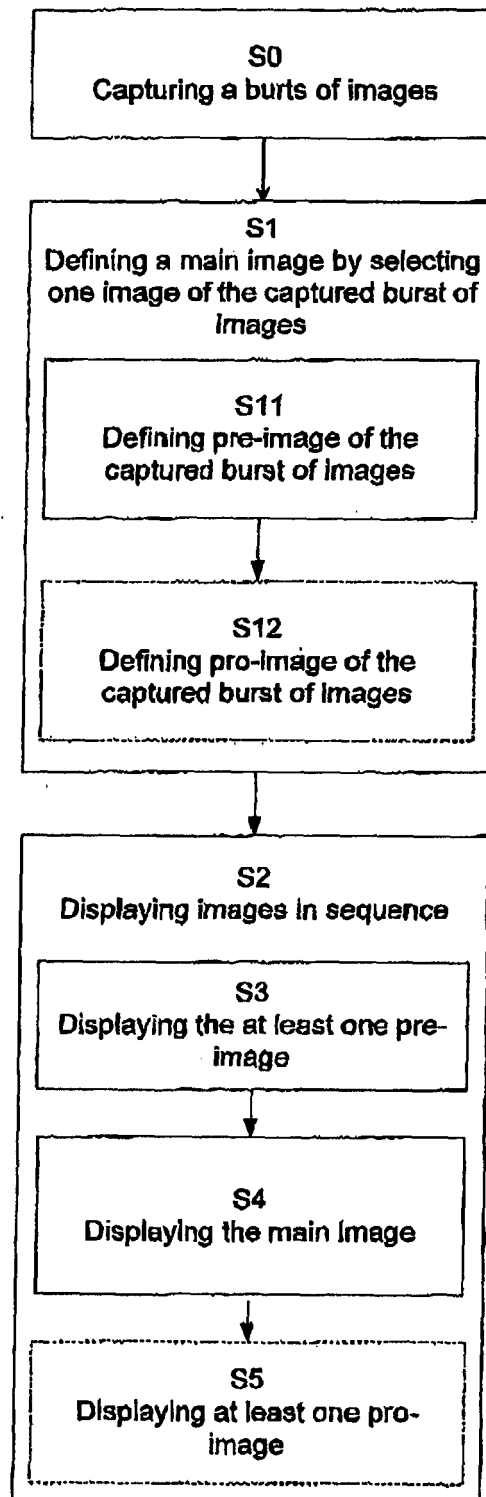 S0
Capturing a burts of images
S1
Defining a main image by selecting
one image of the captured burst of
images
S11
Defining pre-image of the
captured burst of images
S12
Defining pro-image of the
captured burst of images
S2
Displaying images in sequence
S3
Displaying the at least one pre-
image
S4
Displaying the main image
S5
Displaying at least one pro-
image